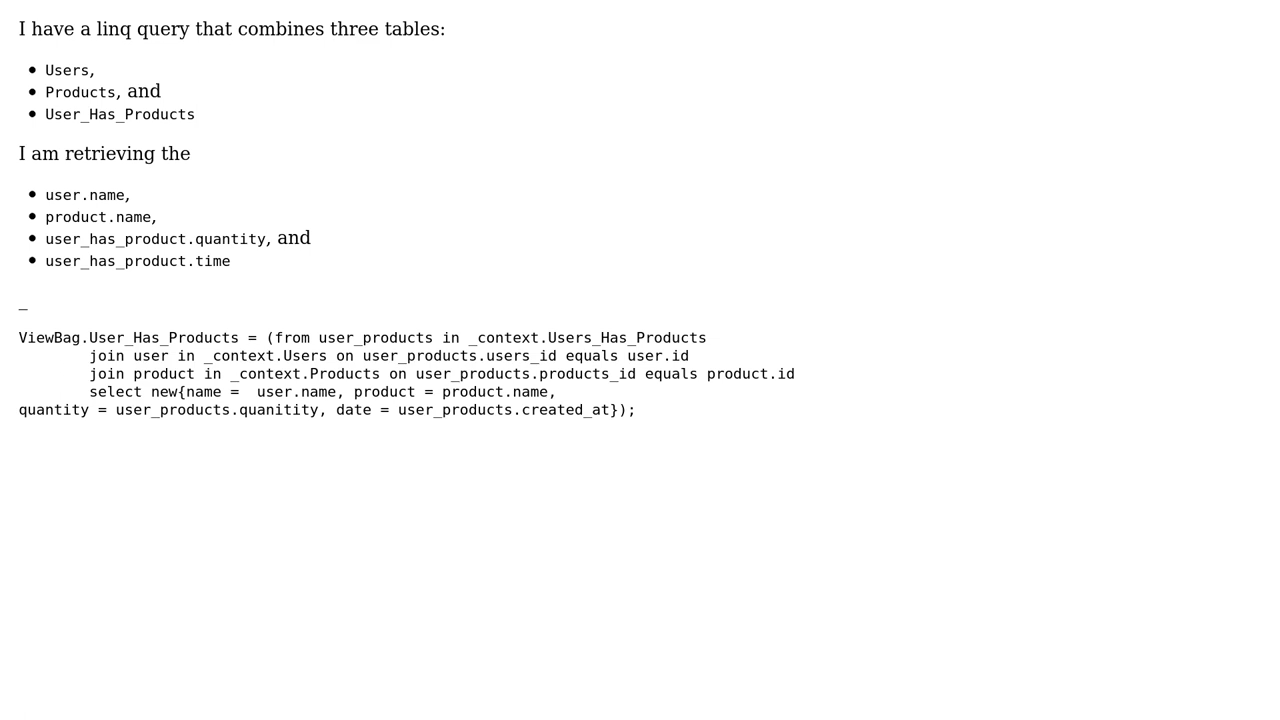 I have a linq query that combines three tables:
• Users,
• Products, and
• User_Has_Products
I am retrieving the
• user.name,
• product.name,
• user_has_product.quantity, and
• user_has_product.time
_
ViewBag.User_Has_Products = (from user_products in _context.Users_Has_Products
        join user in _context.Users on user_products.users_id equals user.id
        join product in _context.Products on user_products.products_id equals product.id
        select new{name =  user.name, product = product.name,
quantity = user_products.quanitity, date = user_products.created_at});